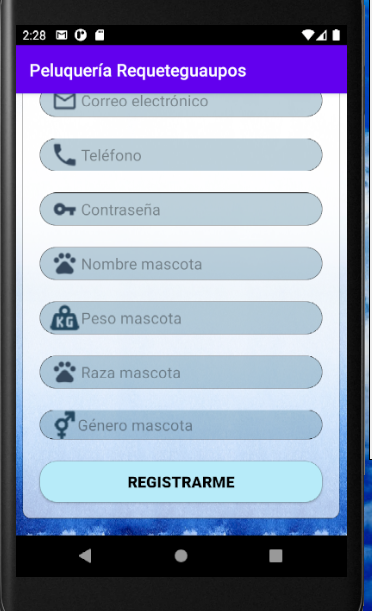 2:28
Peluquería Requeteguaupos
Correo electrónico
Teléfono
Contraseña
Nombre mascota
KG
Peso mascota
Raza mascota
Género mascota
REGISTRARME